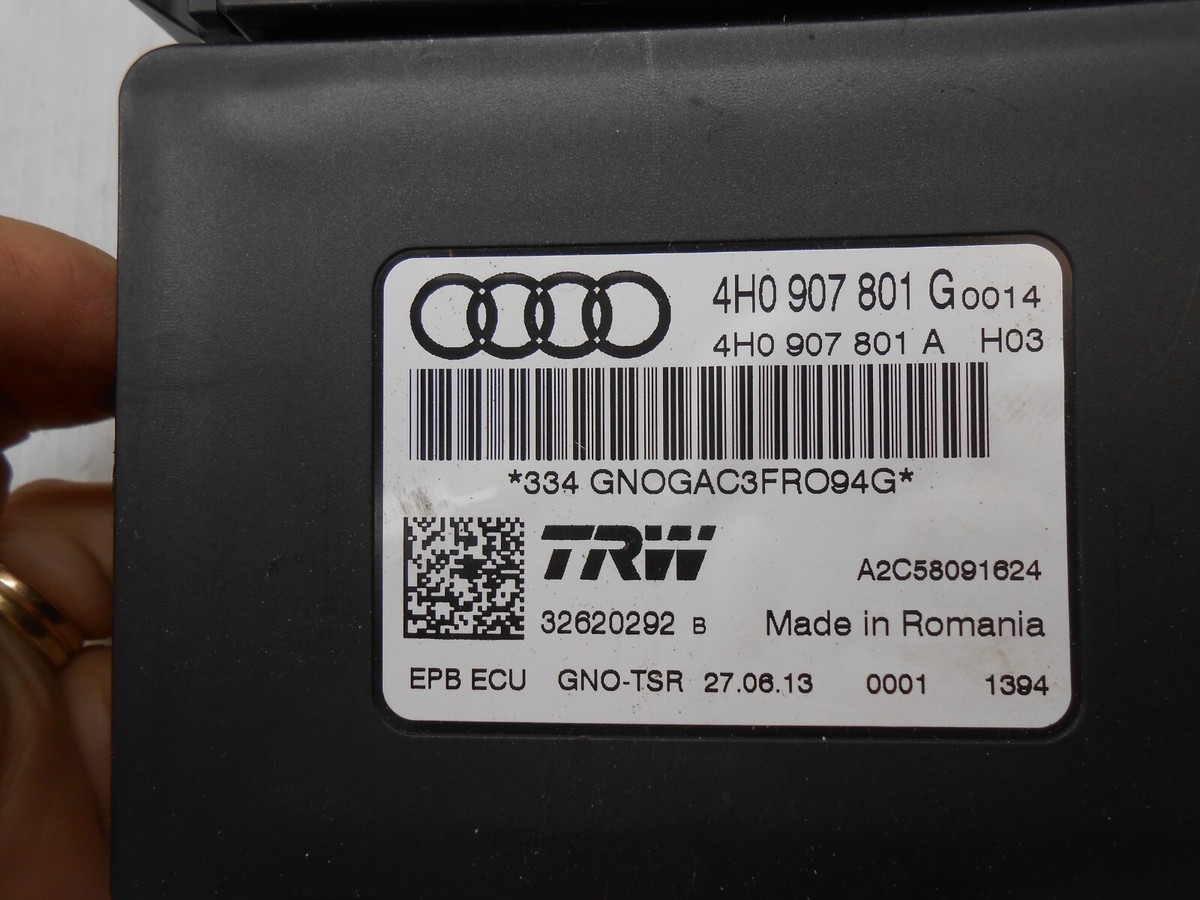 4H0 907 801 G 0014
4H0 907 801 A H03
*334 GNOGAC3FRO94G*
TRW
A2C58091624
32620292 B Made in Romania
EPB ECU GNO-TSR 27.06.13 0001 1394